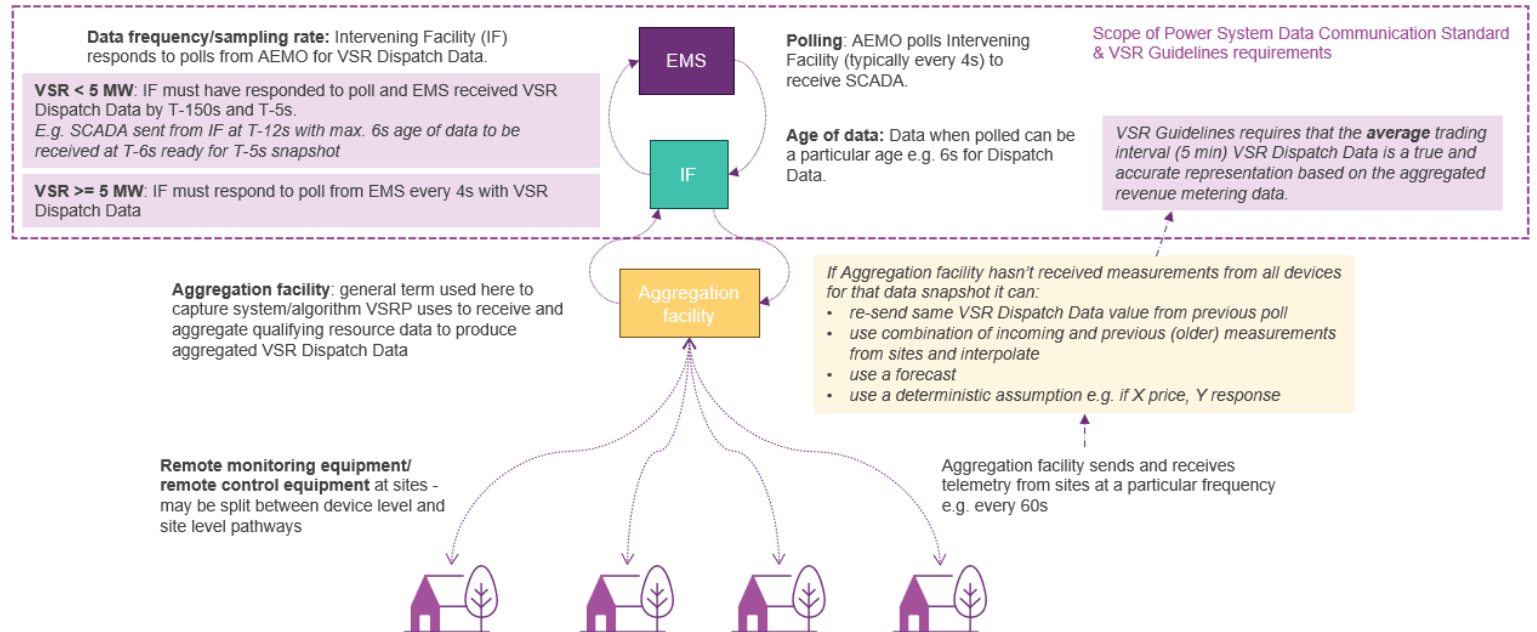 Data frequency/sampling rate: Intervening Facility (IF)
responds to polls from AEMO for VSR Dispatch Data.
VSR < 5 MW: IF must have responded to poll and EMS received VSR
Dispatch Data by T-150s and T-5s.
E.g. SCADA sent from IF at T-12s with max. 6s age of data to be
received at T-6s ready for T-5s snapshot
VSR >= 5 MW: IF must respond to poll from EMS every 4s with VSR
Dispatch Data
EMS
IF
Polling: AEMO polls Intervening
Facility (typically every 4s) to
receive SCADA.
Age of data: Data when polled can be
a particular age e.g. 6s for Dispatch
Data.
Scope of Power System Data Communication Standard
& VSR Guidelines requirements
VSR Guidelines requires that the average trading
interval (5 min) VSR Dispatch Data is a true and
accurate representation based on the aggregated
revenue metering data.
Aggregation facility: general term used here to
capture system/algorithm VSRP uses to receive and
aggregate qualifying resource data to produce
aggregated VSR Dispatch Data
Aggregation
facility
If Aggregation facility hasn't received measurements from all devices
for that data snapshot it can:
• re-send same VSR Dispatch Data value from previous poll
• use combination of incoming and previous (older) measurements
from sites and interpolate
• use a forecast
• use a deterministic assumption e.g. if X price, Y response
Remote monitoring equipment/
remote control equipment at sites -
may be split between device level and
site level pathways
Aggregation facility sends and receives
telemetry from sites at a particular frequency
e.g. every 60s